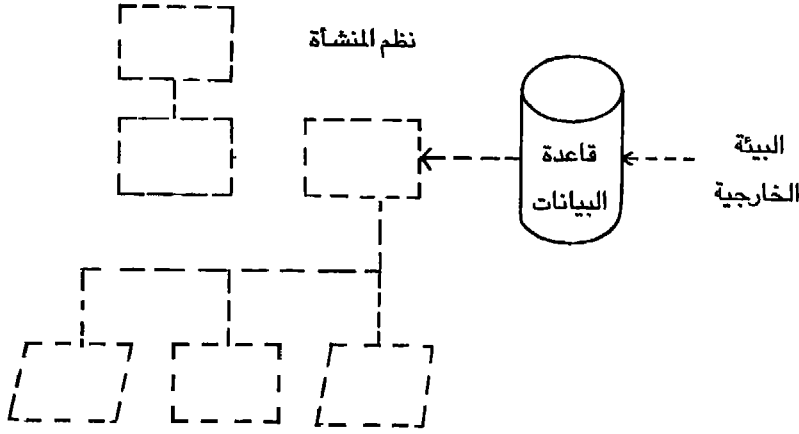 نظم المنشأة
قاعدة
البيانات
البيئة
الخارجية